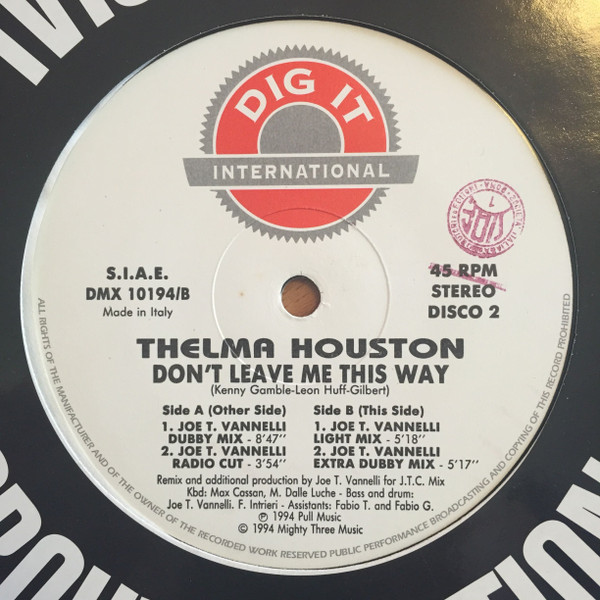 DIG IT
INTERNATIONAL
S.I.A.E.
DMX 10194/B
Made in Italy
45 RPM
STEREO
DISCO 2
THELMA HOUSTON
DON'T LEAVE ME THIS WAY
(Kenny Gamble-Leon Huff-Gilbert)
Side A (Other Side)
1. JOE T. VANNELLI
DUBBY MIX - 8'47''
2. JOE T. VANNELLI
RADIO CUT - 3'54''
Side B (This Side)
1. JOE T. VANNELLI
LIGHT MIX - 5'18''
2. JOE T. VANNELLI
EXTRA DUBBY MIX - 5'17''
Remix and additional production by Joe T. Vannelli for J.T.C. Mix
Kbd: Max Cassan, M. Dalle Luche - Bass and drum:
Joe T. Vannelli. F. Intrieri - Assistants: Fabio T. and Fabio G.
℗ 1994 Pull Music
© 1994 Mighty Three Music
ALL RIGHTS OF THE MANUFACTURER AND OF THE OWNER OF THE RECORDED WORK RESERVED PUBLIC PERFORMANCE BROADCASTING AND COPYING OF THIS RECORD PROHIBITED